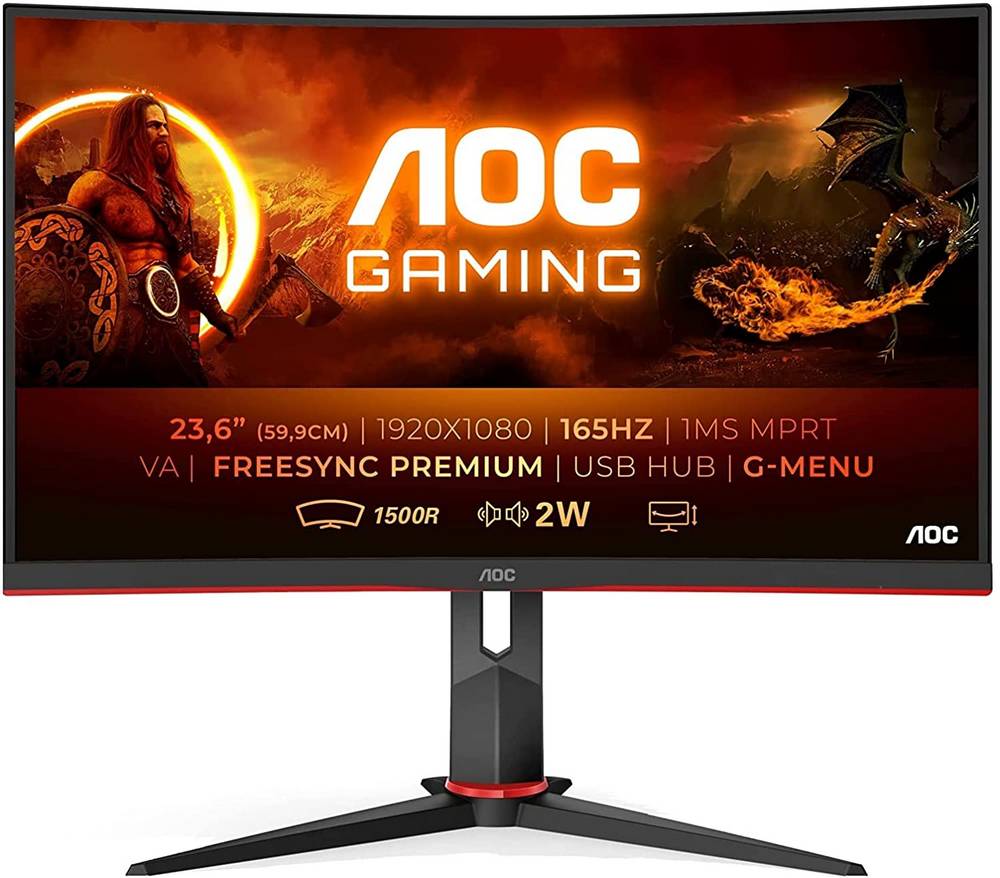 AOC
GAMING
23,6” (59,9CM) | 1920X1080 | 165HZ | 1MS MPRT
VA | FREESYNC PREMIUM | USB HUB | G-MENU
1500R 2W
AOC
AOC